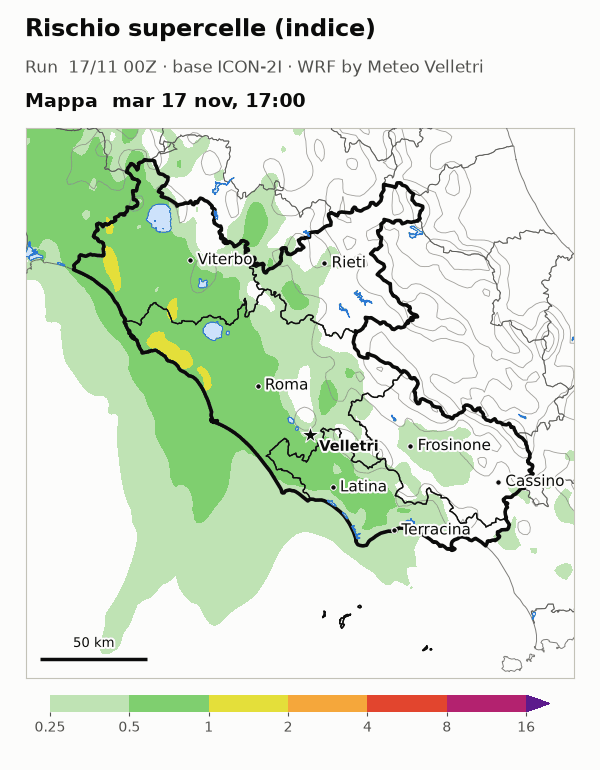 Rischio supercelle (indice)
Run 17/11 00Z · base ICON-2I · WRF by Meteo Velletri
Mappa mar 17 nov, 17:00
Viterbo
Rieti
Roma
Velletri
Frosinone
Cassino
Latina
Terracina
50 km
0.25 0.5 1 2 4 8 16